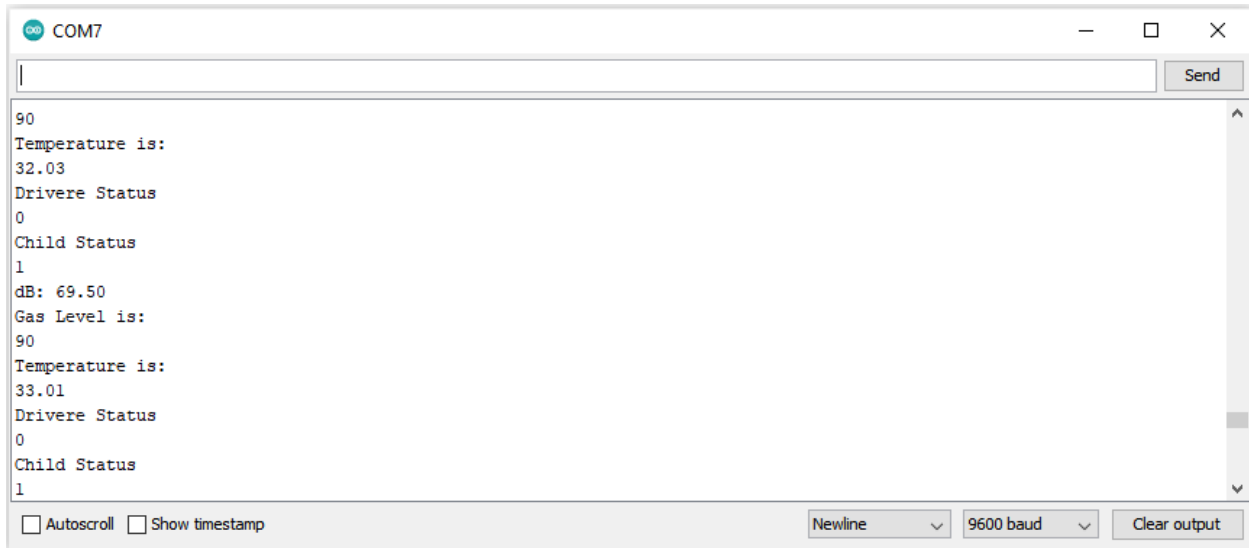 COM7
Send
90
Temperature is:
32.03
Drivere Status
0
Child Status
1
dB: 69.50
Gas Level is:
90
Temperature is:
33.01
Drivere Status
0
Child Status
1
Autoscroll Show timestamp Newline 9600 baud Clear output